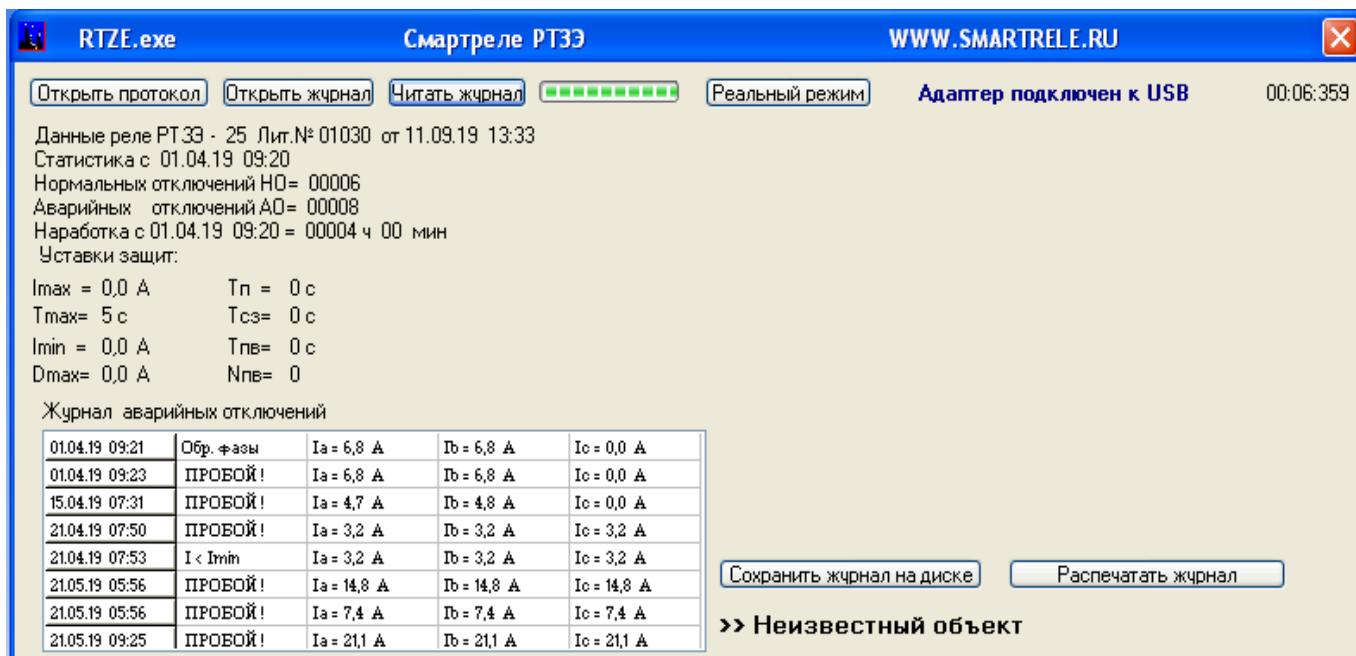 RTZE.exe Смартреле РТЗЭ WWW.SMARTRELE.RU
Открыть протокол Открыть журнал Читать журнал Реальный режим Адаптер подключен к USB 00:06:359
Данные реле РТЗЭ - 25 Лит.№ 01030 от 11.09.19 13:33
Статистика с 01.04.19 09:20
Нормальных отключений НО= 00006
Аварийных отключений АО= 00008
Наработка с 01.04.19 09:20 = 00004 ч 00 мин
Уставки защит:
Imax = 0,0 А Тп = 0 с
Tmax= 5 с Тсз= 0 с
Imin = 0,0 А Тпв= 0 с
Dmax= 0,0 А Nпв= 0
Журнал аварийных отключений
01.04.19 09:21 Обр. фазы Ia = 6,8 А Ib = 6,8 А Ic = 0,0 А
01.04.19 09:23 ПРОБОЙ ! Ia = 6,8 А Ib = 6,8 А Ic = 0,0 А
15.04.19 07:31 ПРОБОЙ ! Ia = 4,7 А Ib = 4,8 А Ic = 0,0 А
21.04.19 07:50 ПРОБОЙ ! Ia = 3,2 А Ib = 3,2 А Ic = 3,2 А
21.04.19 07:53 I < Imin Ia = 3,2 А Ib = 3,2 А Ic = 3,2 А
21.05.19 05:56 ПРОБОЙ ! Ia = 14,8 А Ib = 14,8 А Ic = 14,8 А
21.05.19 05:56 ПРОБОЙ ! Ia = 7,4 А Ib = 7,4 А Ic = 7,4 А
21.05.19 09:25 ПРОБОЙ ! Ia = 21,1 А Ib = 21,1 А Ic = 21,1 А
Сохранить журнал на диске Распечатать журнал
>> Неизвестный объект